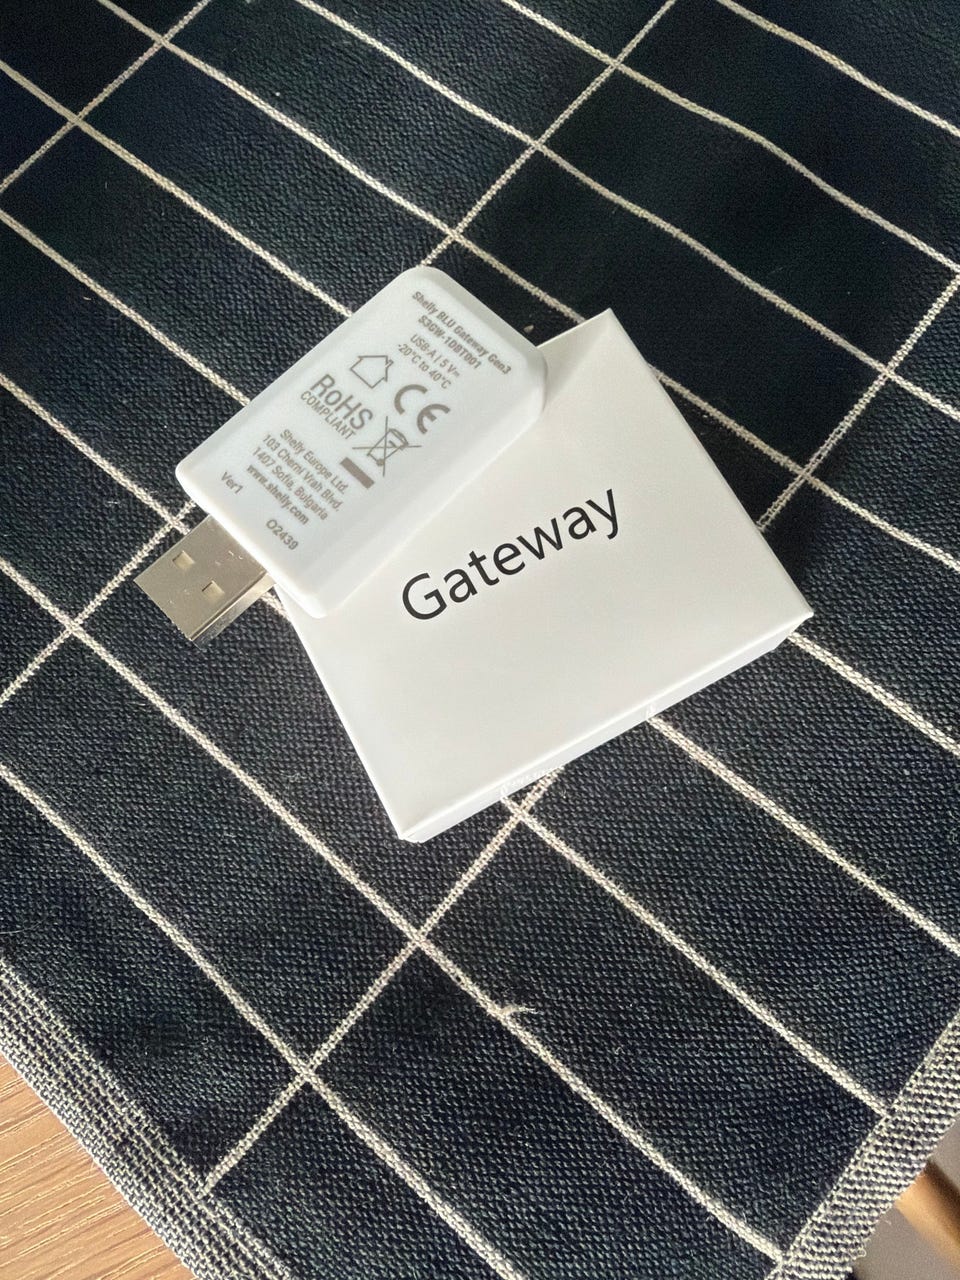 Shelly BLU Gateway Gen3
S3GW-1DBT001
USB-A | 5 V⎓
-20°C to 40°C
CE
RoHS
COMPLIANT
Shelly Europe Ltd.
103 Cherni Vrah Blvd.
1407 Sofia, Bulgaria
www.shelly.com
Ver1
O2439
Gateway